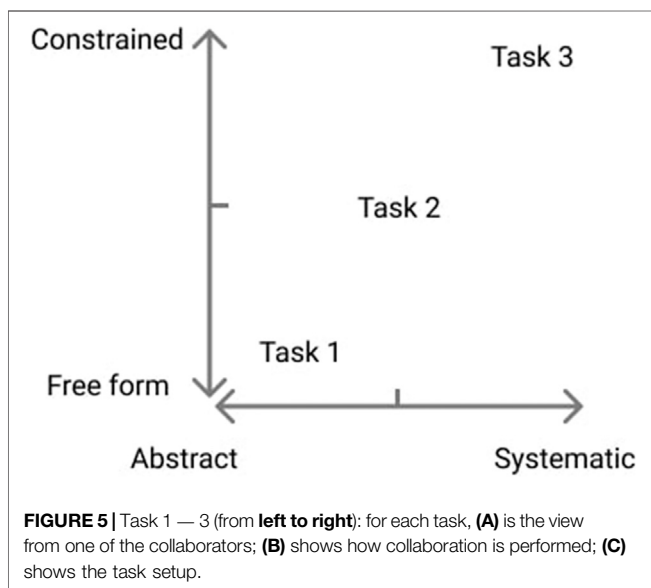 Constrained
Task 3
Task 2
Task 1
Free form
Abstract
Systematic
FIGURE 5 | Task 1 — 3 (from left to right): for each task, (A) is the view
from one of the collaborators; (B) shows how collaboration is performed; (C)
shows the task setup.